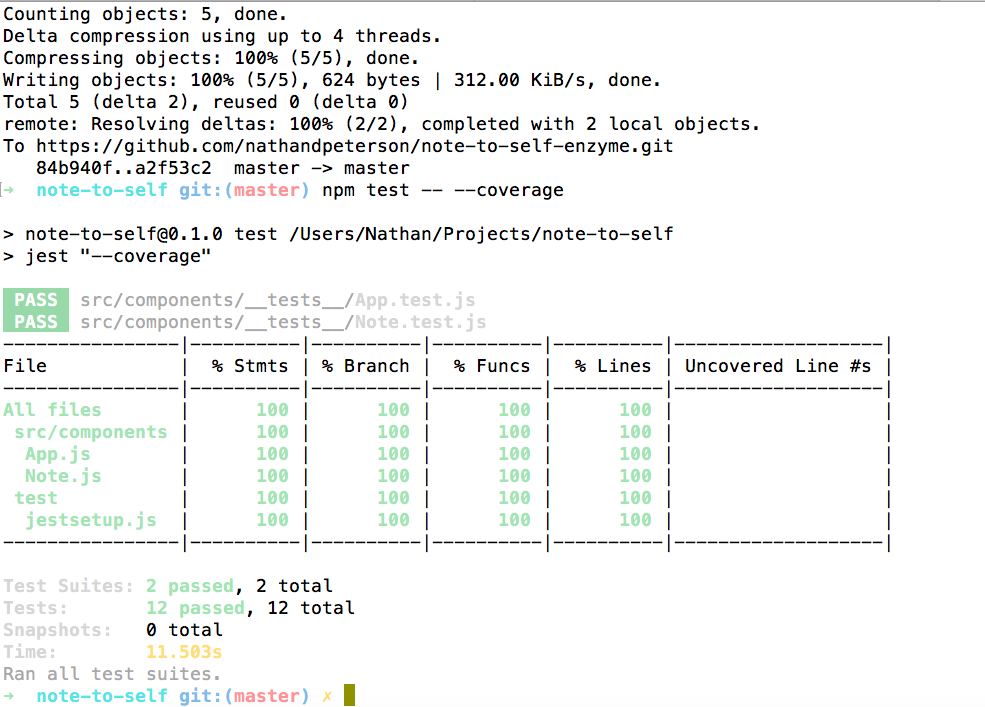 Counting objects: 5, done.
Delta compression using up to 4 threads.
Compressing objects: 100% (5/5), done.
Writing objects: 100% (5/5), 624 bytes | 312.00 KiB/s, done.
Total 5 (delta 2), reused 0 (delta 0)
remote: Resolving deltas: 100% (2/2), completed with 2 local objects.
To https://github.com/nathandpeterson/note-to-self-enzyme.git
   84b940f..a2f53c2  master -> master
➜  note-to-self git:(master) npm test -- --coverage

> note-to-self@0.1.0 test /Users/Nathan/Projects/note-to-self
> jest "--coverage"

 PASS  src/components/__tests__/App.test.js
 PASS  src/components/__tests__/Note.test.js
----------------|----------|----------|----------|----------|-------------------|
File            |  % Stmts | % Branch |  % Funcs |  % Lines | Uncovered Line #s |
----------------|----------|----------|----------|----------|-------------------|
All files       |      100 |      100 |      100 |      100 |                   |
 src/components |      100 |      100 |      100 |      100 |                   |
  App.js        |      100 |      100 |      100 |      100 |                   |
  Note.js       |      100 |      100 |      100 |      100 |                   |
 test           |      100 |      100 |      100 |      100 |                   |
  jestsetup.js  |      100 |      100 |      100 |      100 |                   |
----------------|----------|----------|----------|----------|-------------------|

Test Suites: 2 passed, 2 total
Tests:       12 passed, 12 total
Snapshots:   0 total
Time:        11.503s
Ran all test suites.
➜  note-to-self git:(master) ✗